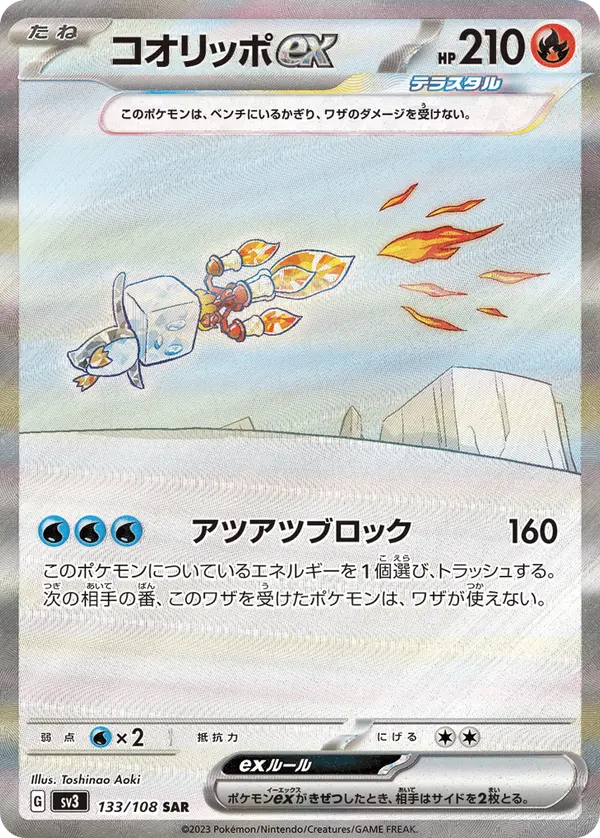 たね
コオリッポex
HP210
テラスタル
このポケモンは、ベンチにいるかぎり、ワザのダメージを受けない。
アツアツブロック 160
このポケモンについているエネルギーを1個選び、トラッシュする。
次の相手の番、このワザを受けたポケモンは、ワザが使えない。
弱点 ×2 抵抗力 にげる
exルール
ポケモンexがきぜつしたとき、相手はサイドを2枚とる。
Illus. Toshinao Aoki
G sv3 133/108 SAR
©2023 Pokémon/Nintendo/Creatures/GAME FREAK.